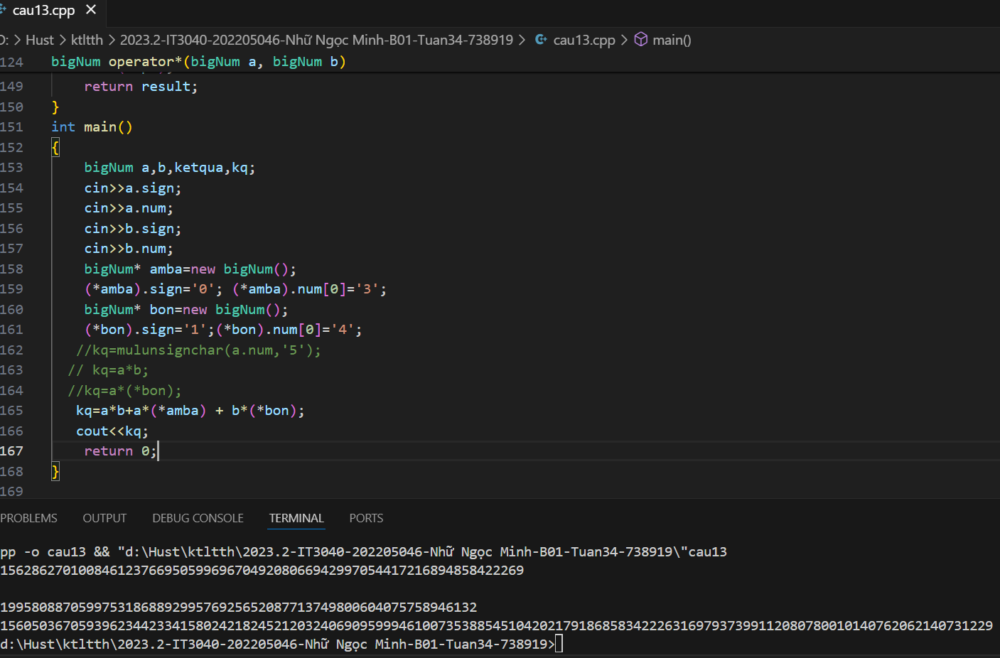 cau13.cpp
D: > Hust > ktltth > 2023.2-IT3040-202205046-Nhữ Ngọc Minh-B01-Tuan34-738919 > cau13.cpp > main()
124 bigNum operator*(bigNum a, bigNum b)
149 return result;
150 }
151 int main()
152 {
153 bigNum a,b,ketqua,kq;
154 cin>>a.sign;
155 cin>>a.num;
156 cin>>b.sign;
157 cin>>b.num;
158 bigNum* amba=new bigNum();
159 (*amba).sign='0'; (*amba).num[0]='3';
160 bigNum* bon=new bigNum();
161 (*bon).sign='1';(*bon).num[0]='4';
162 //kq=mulunsignchar(a.num,'5');
163 // kq=a*b;
164 //kq=a*(*bon);
165 kq=a*b+a*(*amba) + b*(*bon);
166 cout<<kq;
167 return 0;
168 }
169
PROBLEMS OUTPUT DEBUG CONSOLE TERMINAL PORTS
pp -o cau13 && "d:\Hust\ktltth\2023.2-IT3040-202205046-Nhữ Ngọc Minh-B01-Tuan34-738919\"cau13
156286270100846123766950599696704920806694299705441721689485842​2269
199580887059975318688929957692565208771374980060407575894613​2
1560503670593962344233415802421824521203240690959994610073538854510420217918685834222631697937399112080780010140762062140731229
d:\Hust\ktltth\2023.2-IT3040-202205046-Nhữ Ngọc Minh-B01-Tuan34-738919>